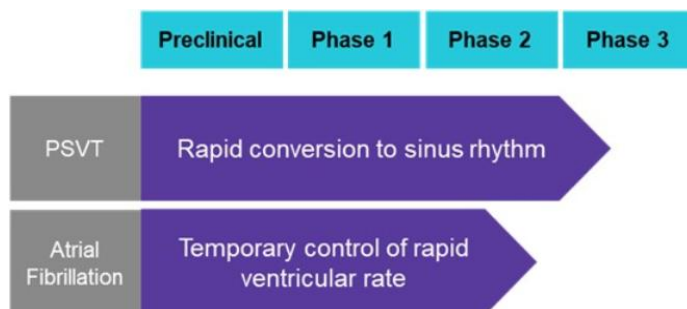 Preclinical Phase 1 Phase 2 Phase 3
PSVT Rapid conversion to sinus rhythm
Atrial
Fibrillation
Temporary control of rapid
ventricular rate